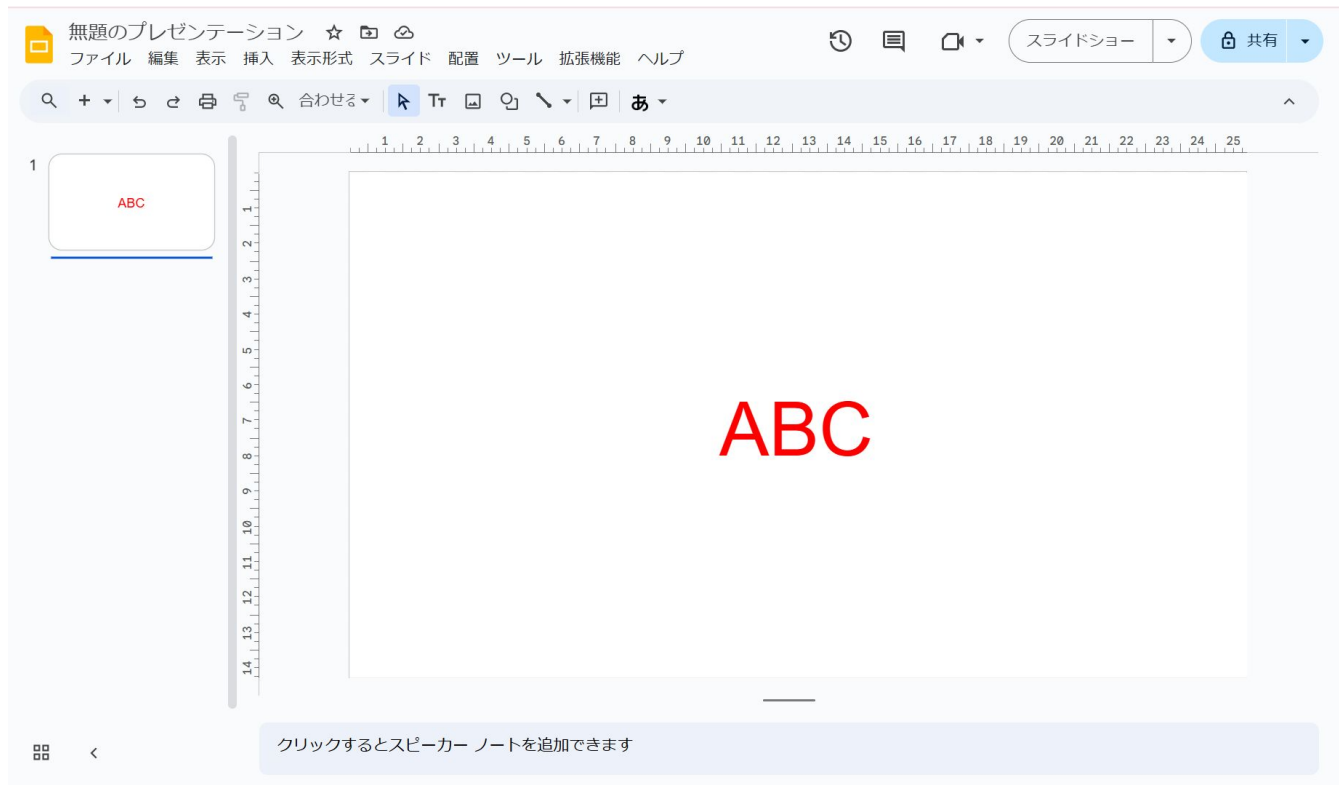 無題のプレゼンテーション
ファイル 編集 表示 挿入 表示形式 スライド 配置 ツール 拡張機能 ヘルプ
スライドショー
共有
合わせる
Tт
あ
1 2 3 4 5 6 7 8 9 10 11 12 13 14 15 16 17 18 19 20 21 22 23 24 25
1
ABC
1
2
3
4
5
6
7
8
9
10
11
12
13
14
ABC
クリックするとスピーカー ノートを追加できます